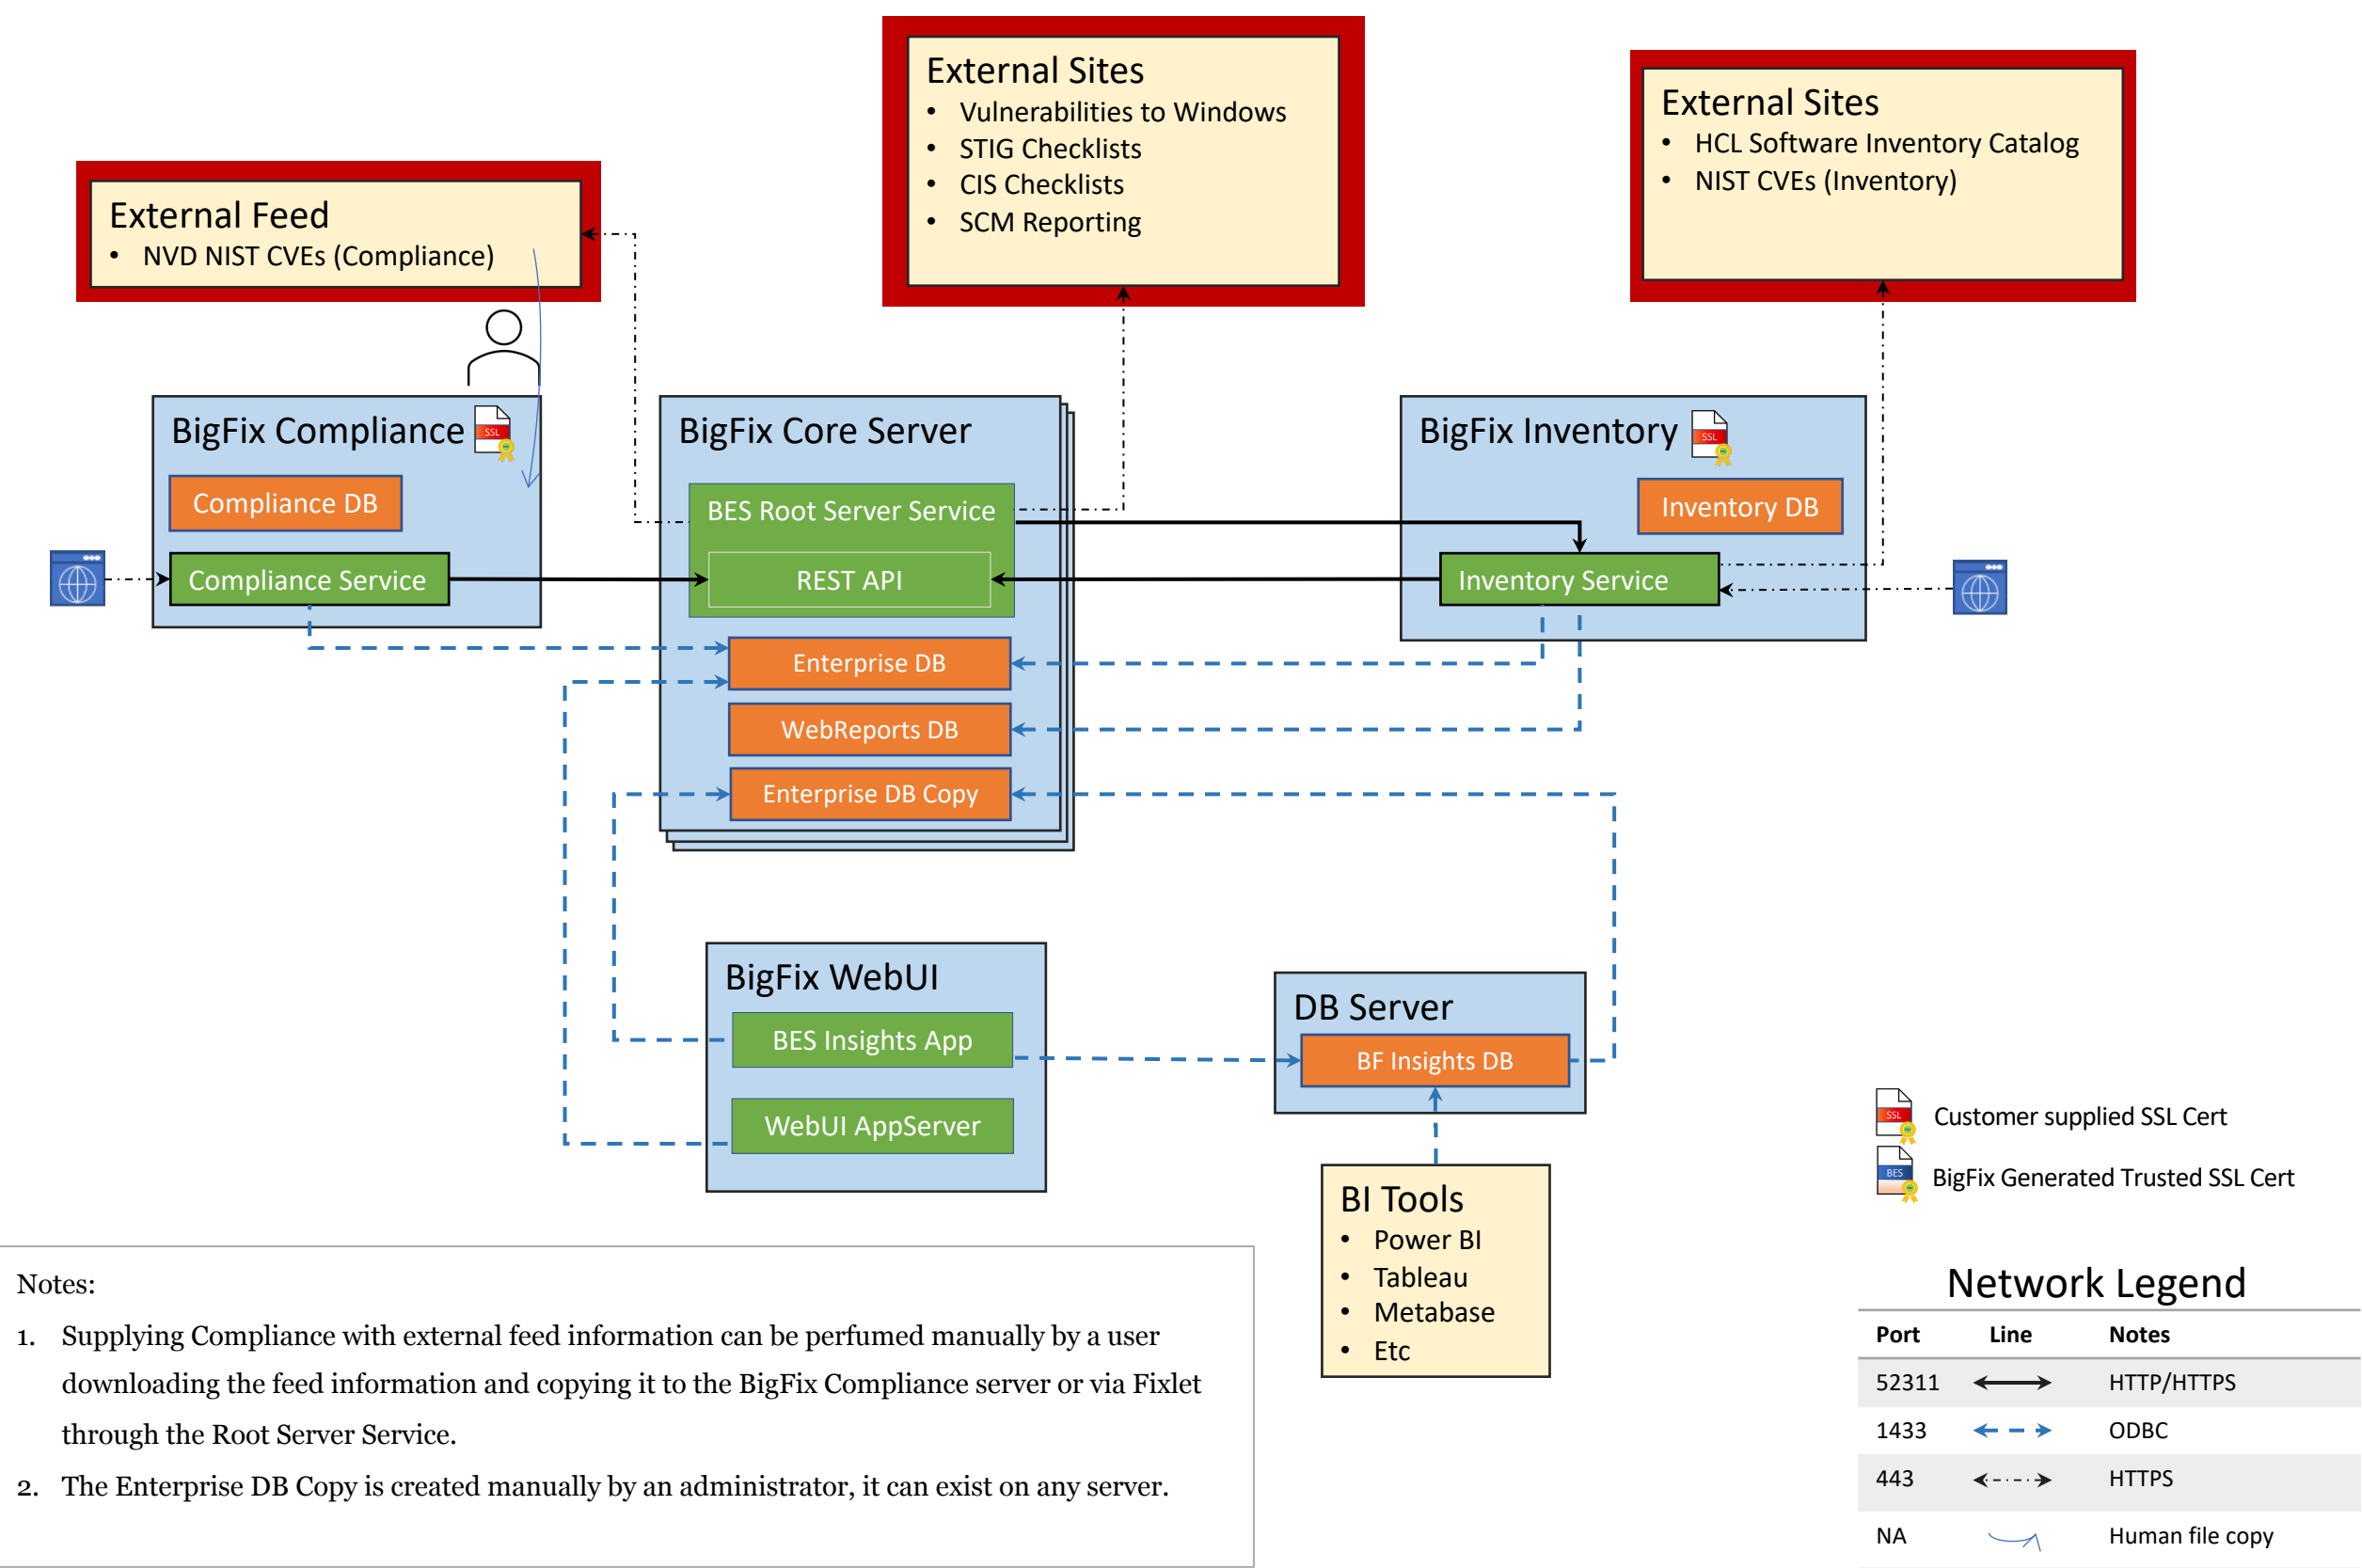 External Sites
• Vulnerabilities to Windows
• STIG Checklists
• CIS Checklists
• SCM Reporting
External Sites
• HCL Software Inventory Catalog
• NIST CVEs (Inventory)
External Feed
• NVD NIST CVEs (Compliance)
BigFix Compliance
SSL
Compliance DB
Compliance Service
BigFix Core Server
BES Root Server Service
REST API
Enterprise DB
WebReports DB
Enterprise DB Copy
BigFix Inventory
SSL
Inventory DB
Inventory Service
BigFix WebUI
BES Insights App
WebUI AppServer
DB Server
BF Insights DB
BI Tools
• Power BI
• Tableau
• Metabase
• Etc
SSL
Customer supplied SSL Cert
BES
BigFix Generated Trusted SSL Cert
Notes:
1. Supplying Compliance with external feed information can be perfumed manually by a user
downloading the feed information and copying it to the BigFix Compliance server or via Fixlet
through the Root Server Service.
2. The Enterprise DB Copy is created manually by an administrator, it can exist on any server.
Network Legend
Port Line Notes
52311 HTTP/HTTPS
1433 ODBC
443 HTTPS
NA Human file copy